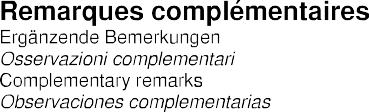 Remarques complémentaires
Ergänzende Bemerkungen
Osservazioni complementari
Complementary remarks
Observaciones complementarias